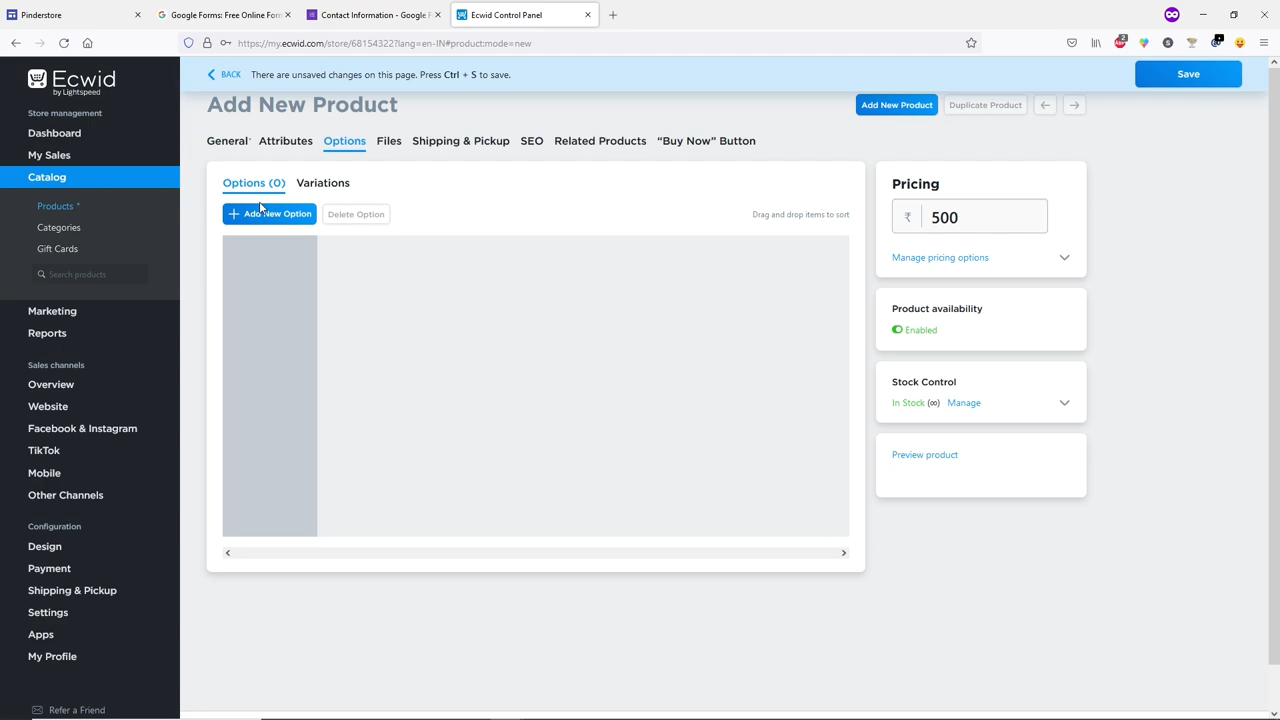 Pinderstore
Google Forms: Free Online For
Contact Information - Google F
Ecwid Control Panel
https://my.ecwid.com/store/68154322?lang=en-IN#product:mode=new
2
Ecwid
by Lightspeed
BACK There are unsaved changes on this page. Press Ctrl + S to save.
Save
Store management
Dashboard
My Sales
Catalog
Products *
Categories
Gift Cards
Search products
Marketing
Reports
Sales channels
Overview
Website
Facebook & Instagram
TikTok
Mobile
Other Channels
Configuration
Design
Payment
Shipping & Pickup
Settings
Apps
My Profile
Refer a Friend
Add New Product
Add New Product
Duplicate Product
General* Attributes Options Files Shipping & Pickup SEO Related Products “Buy Now” Button
Options (0) Variations
Add New Option
Delete Option
Drag and drop items to sort
Pricing
₹ 500
Manage pricing options
Product availability
Enabled
Stock Control
In Stock (∞) Manage
Preview product